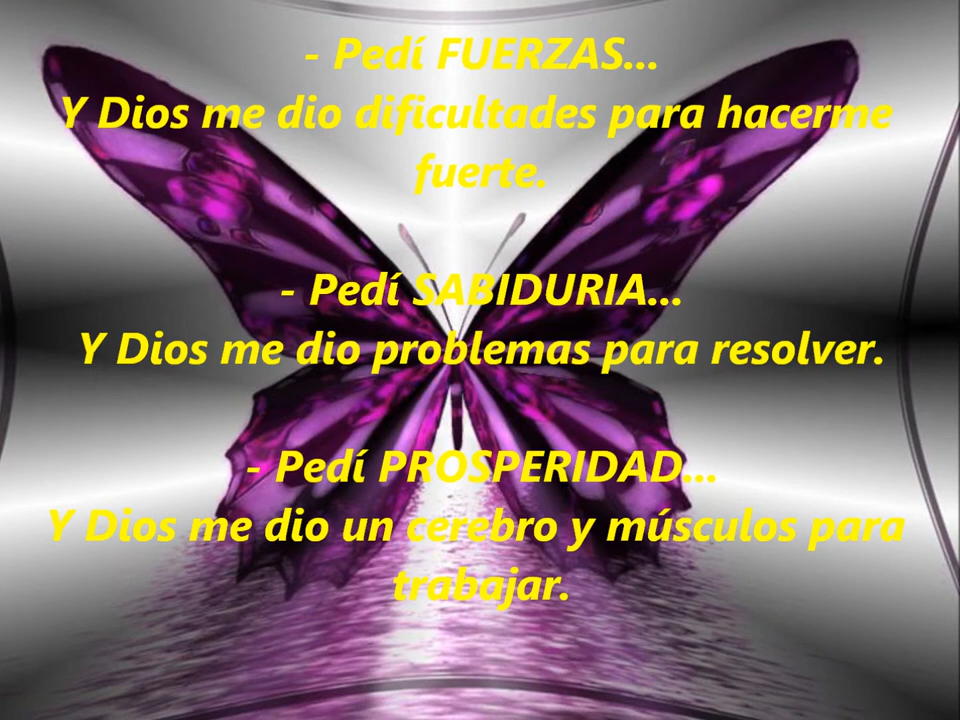 - Pedí FUERZAS...
Y Dios me dio dificultades para hacerme
fuerte.
- Pedí SABIDURIA...
Y Dios me dio problemas para resolver.
- Pedí PROSPERIDAD...
Y Dios me dio un cerebro y músculos para
trabajar.